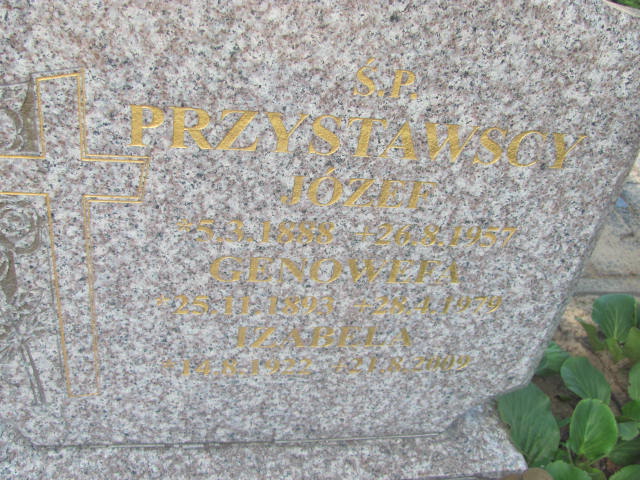 Ś.P.
PRZYSTAWSCY
JÓZEF
*5.3.1888 +26.8.1957
GENOWEFA
*25.11.1893 +28.4.1979
IZABELA
*14.8.1922 +21.8.2009